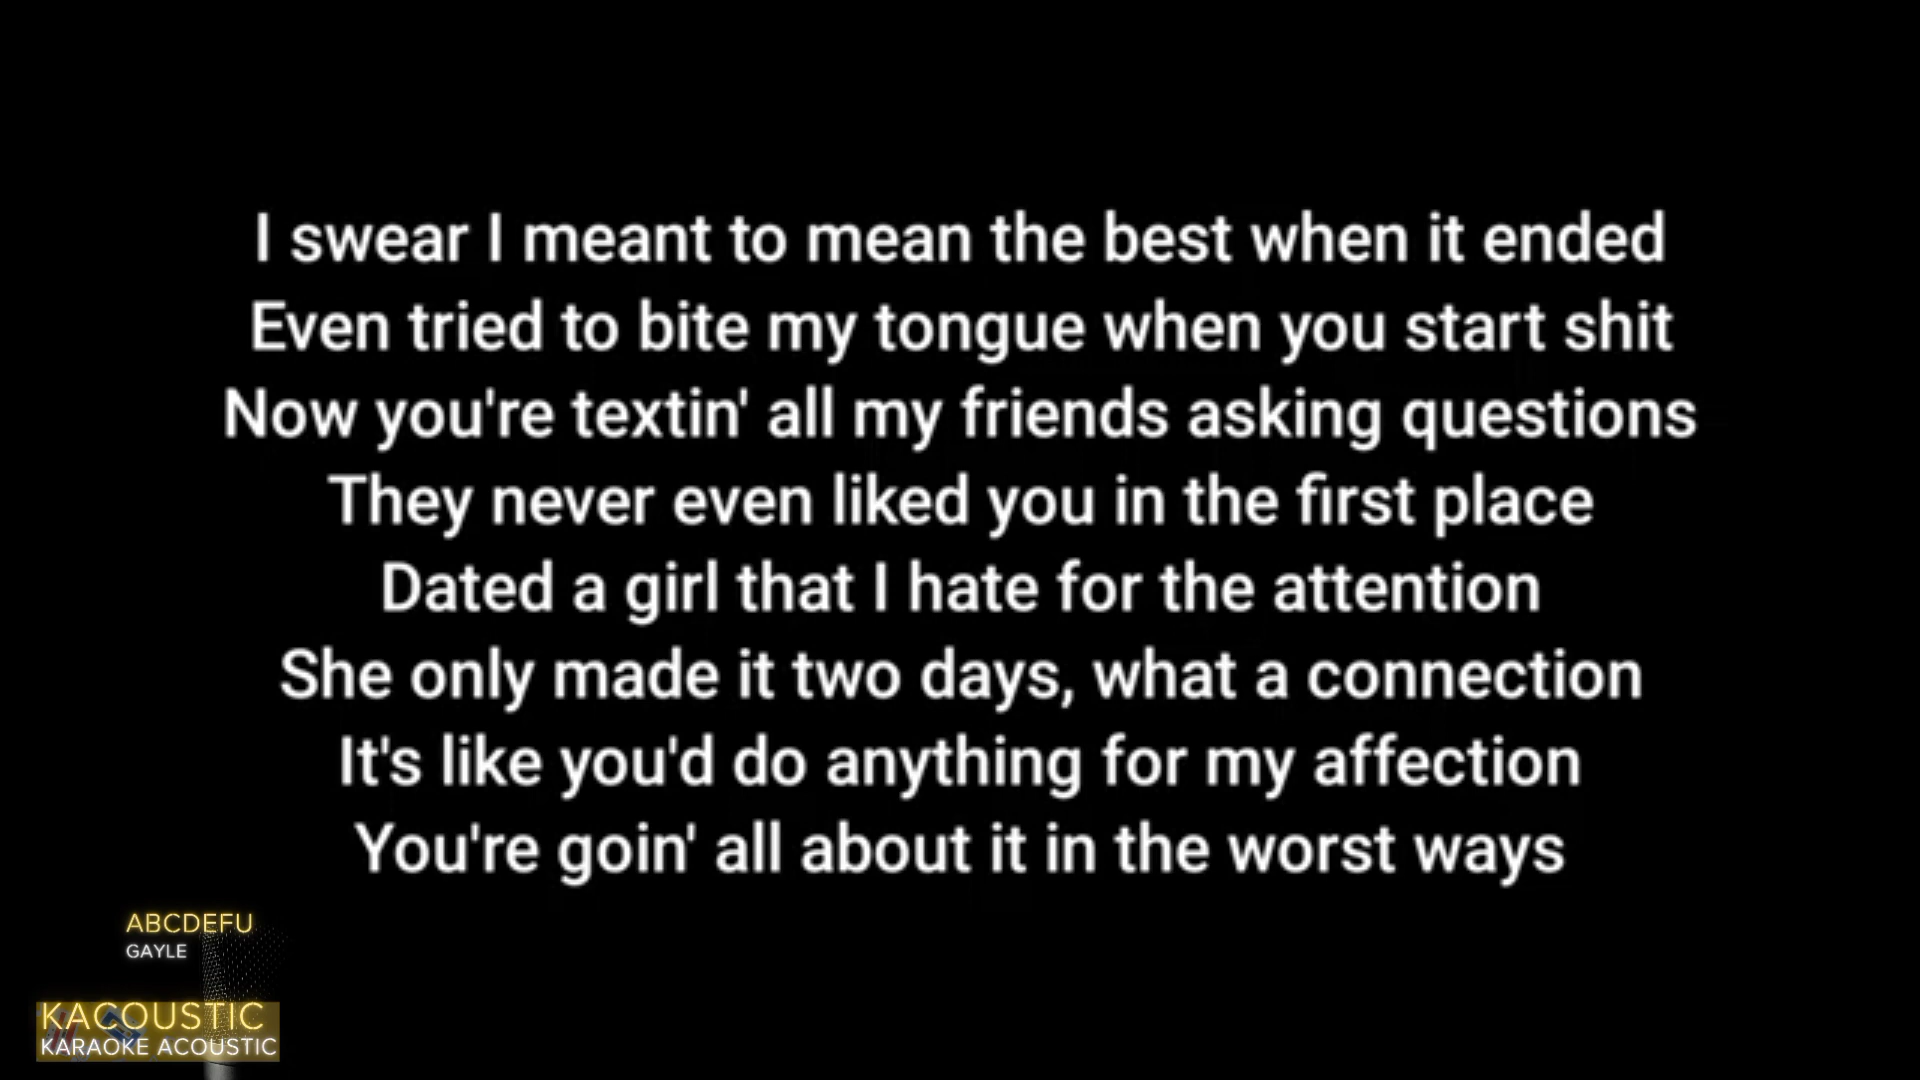 I swear I meant to mean the best when it ended
Even tried to bite my tongue when you start shit
Now you're textin' all my friends asking questions
They never even liked you in the first place
Dated a girl that I hate for the attention
She only made it two days, what a connection
It's like you'd do anything for my affection
You're goin' all about it in the worst ways
ABCDEFU
GAYLE
KACOUSTIC
KARAOKE ACOUSTIC